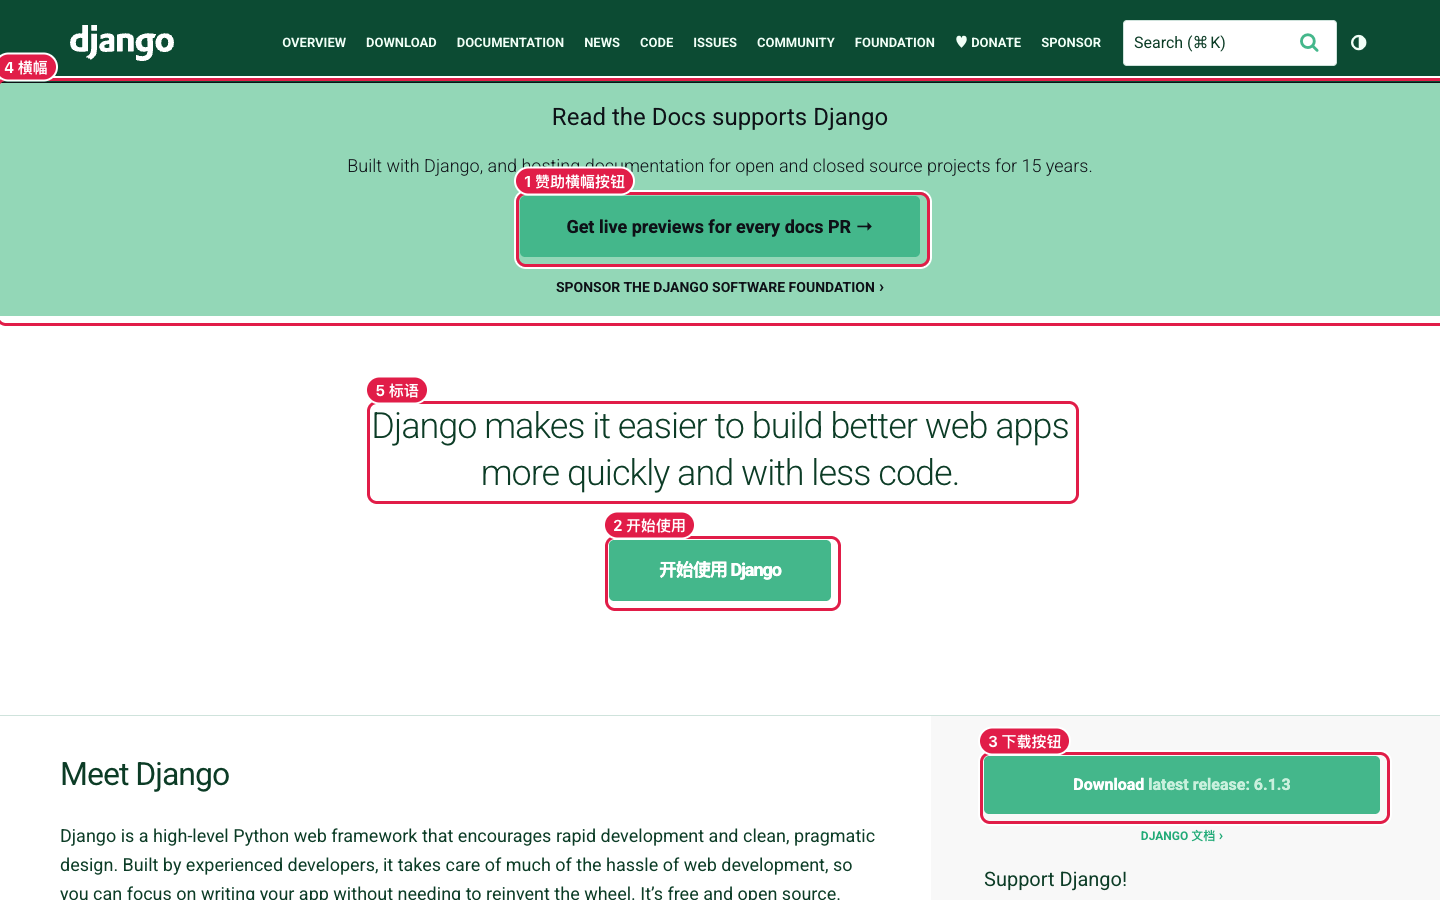 django
OVERVIEW DOWNLOAD DOCUMENTATION NEWS CODE ISSUES COMMUNITY FOUNDATION ♥ DONATE SPONSOR
Search (⌘K)
4 横幅
Read the Docs supports Django
Built with Django, and hosting documentation for open and closed source projects for 15 years.
1 赞助横幅按钮
Get live previews for every docs PR →
SPONSOR THE DJANGO SOFTWARE FOUNDATION ›
5 标语
Django makes it easier to build better web apps
more quickly and with less code.
2 开始使用
开始使用 Django
3 下载按钮
Download latest release: 6.1.3
DJANGO 文档 ›
Support Django!
Meet Django
Django is a high-level Python web framework that encourages rapid development and clean, pragmatic
design. Built by experienced developers, it takes care of much of the hassle of web development, so
you can focus on writing your app without needing to reinvent the wheel. It’s free and open source.